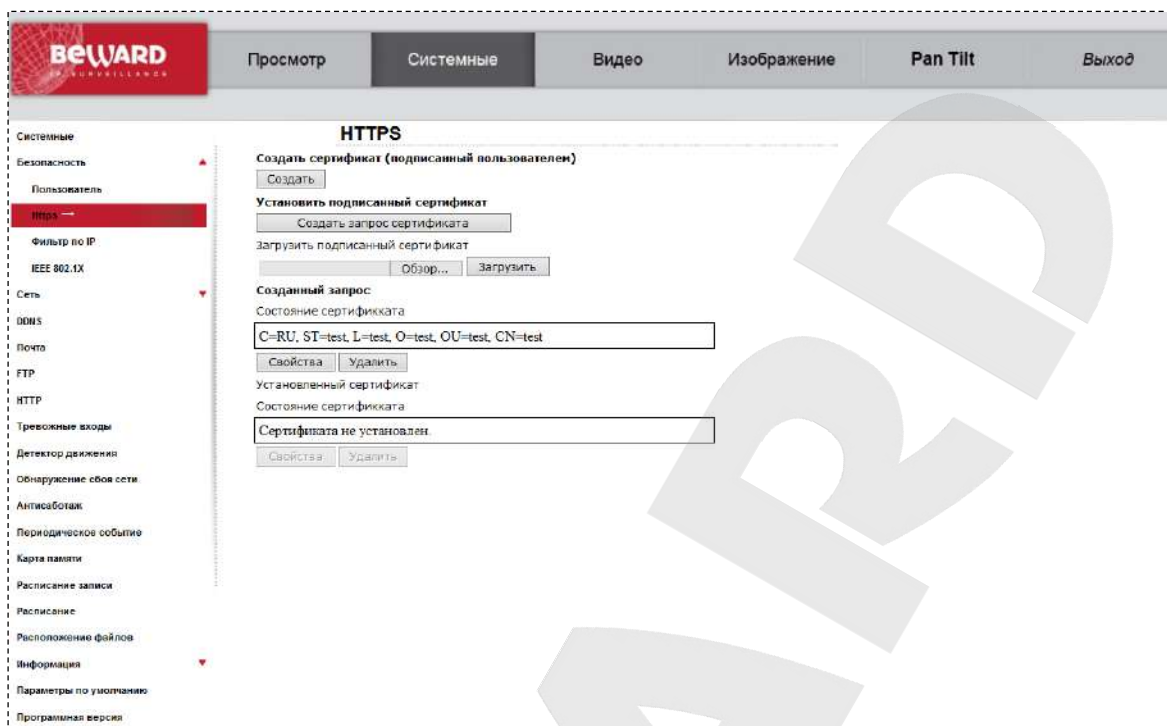 BEWARD
IP SURVEILLANCE
Просмотр
Системные
Видео
Изображение
Pan Tilt
Выход
Системные
Безопасность
Пользователь
Https
Фильтр по IP
IEEE 802.1X
Сеть
DDNS
Почта
FTP
HTTP
Тревожные входы
Детектор движения
Обнаружение сбоя сети
Антисаботаж
Периодическое событие
Карта памяти
Расписание записи
Расписание
Расположение файлов
Информация
Параметры по умолчанию
Программная версия
HTTPS
Создать сертификат (подписанный пользователем)
Создать
Установить подписанный сертификат
Создать запрос сертификата
Загрузить подписанный сертификат
Обзор... Загрузить
Созданный запрос
Состояние сертификката
C=RU, ST=test, L=test, O=test, OU=test, CN=test
Свойства Удалить
Установленный сертификат
Состояние сертификката
Сертификата не установлен.
Свойства Удалить